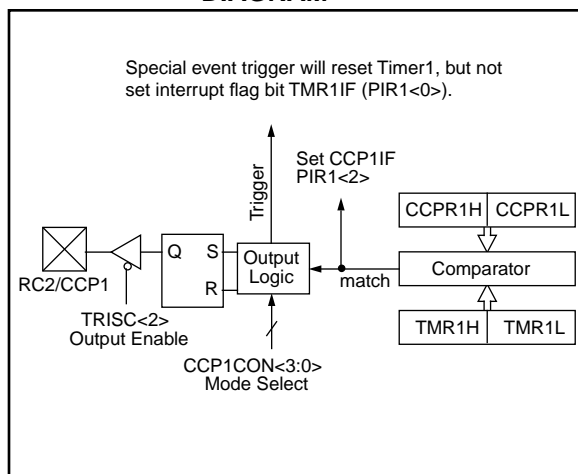 DIAGRAM
Special event trigger will reset Timer1, but not
set interrupt flag bit TMR1IF (PIR1<0>).
Trigger
Set CCP1IF
PIR1<2>
CCPR1H CCPR1L
Q S
R
Output
Logic
match
Comparator
RC2/CCP1
TRISC<2>
Output Enable
TMR1H TMR1L
CCP1CON<3:0>
Mode Select